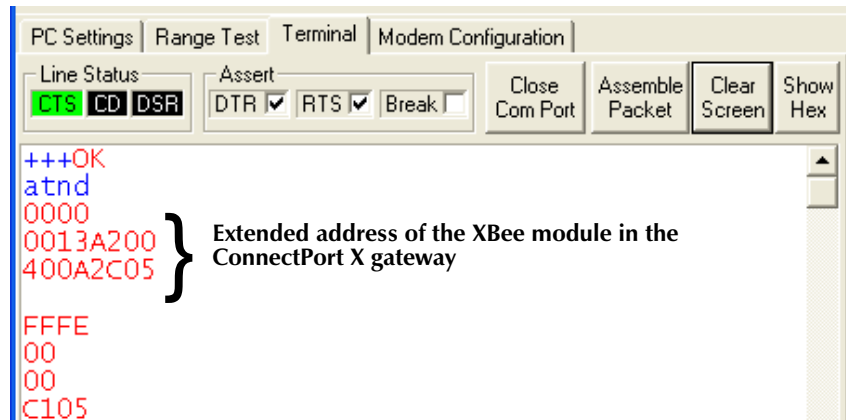 PC Settings Range Test Terminal Modem Configuration
Line Status
CTS CD DSR
Assert
DTR RTS Break
Close
Com Port
Assemble
Packet
Clear
Screen
Show
Hex
+++OK
atnd
0000
0013A200
400A2C05
} Extended address of the XBee module in the
ConnectPort X gateway
FFFE
00
00
C105